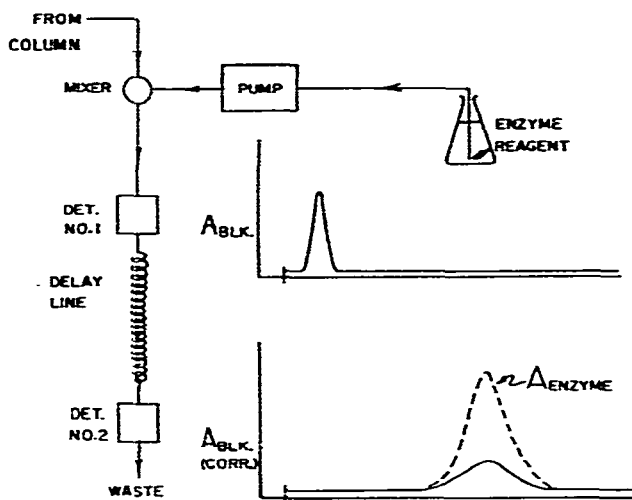 FROM
COLUMN
MIXER
PUMP
ENZYME
REAGENT
DET.
NO.1
ABLK.
DELAY
LINE
AENZYME
DET.
NO.2
ABLK.
(CORR.)
WASTE